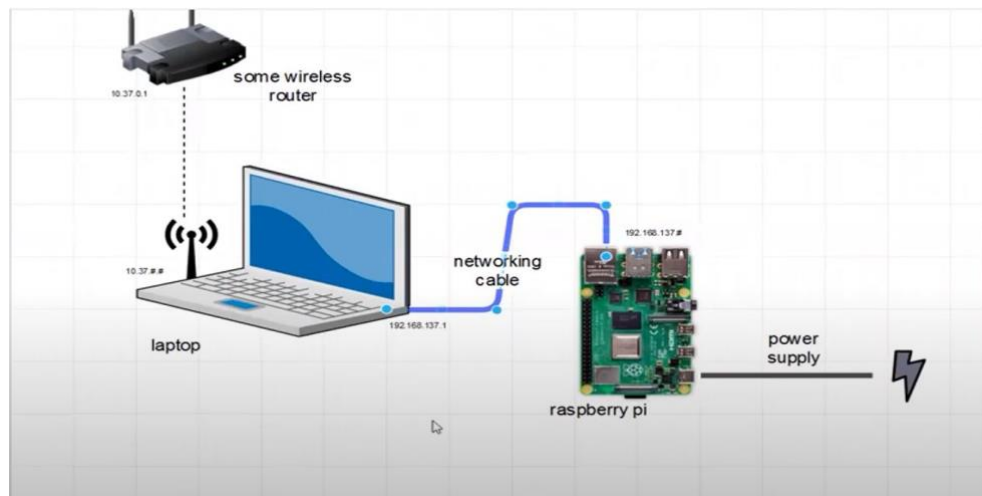 some wireless
router
10.37.0.1
192.168.137.#
networking
cable
10.37.#.#
192.168.137.1
laptop
power
supply
raspberry pi